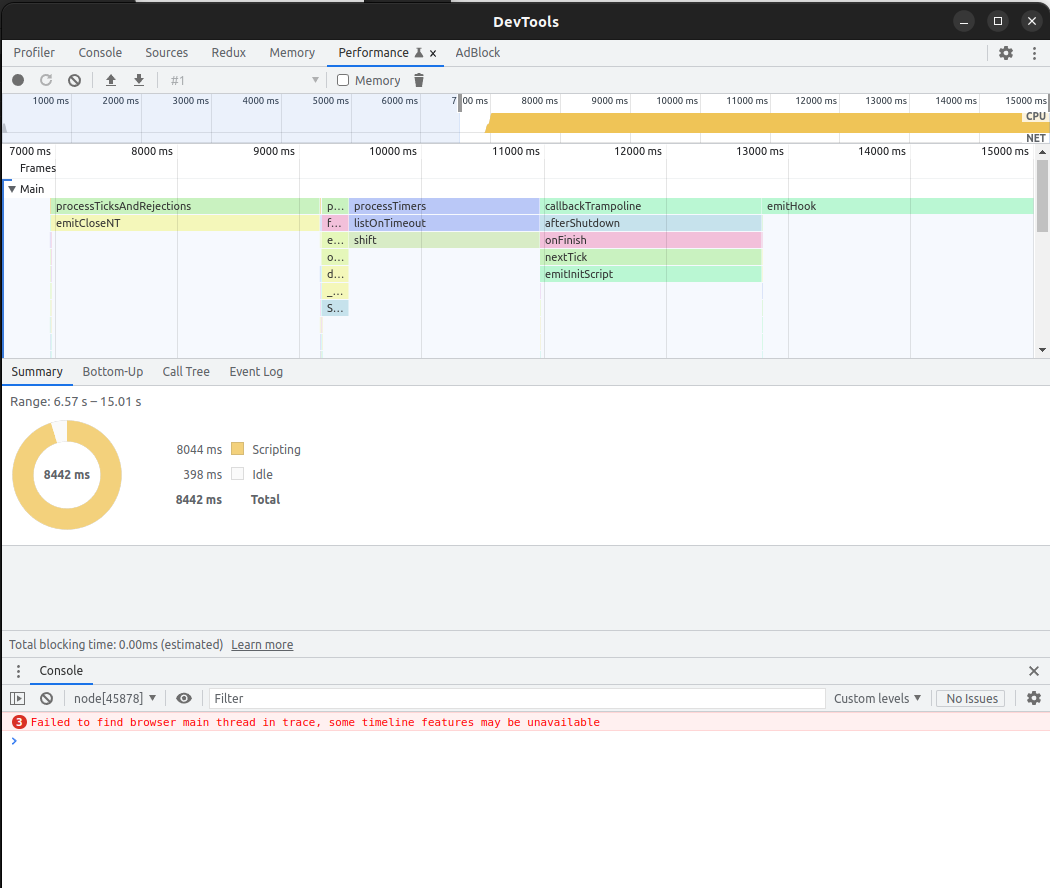 DevTools
Profiler Console Sources Redux Memory Performance × AdBlock
#1 Memory
1000 ms 2000 ms 3000 ms 4000 ms 5000 ms 6000 ms 7 00 ms 8000 ms 9000 ms 10000 ms 11000 ms 12000 ms 13000 ms 14000 ms 15000 ms
CPU
NET
7000 ms 8000 ms 9000 ms 10000 ms 11000 ms 12000 ms 13000 ms 14000 ms 15000 ms
Frames
Main
processTicksAndRejections p... processTimers callbackTrampoline emitHook
emitCloseNT f... listOnTimeout afterShutdown
e... shift onFinish
o... nextTick
d... emitInitScript
_...
S...
Summary Bottom-Up Call Tree Event Log
Range: 6.57 s – 15.01 s
8044 ms Scripting
8442 ms 398 ms Idle
8442 ms Total
Total blocking time: 0.00ms (estimated) Learn more
Console
node[45878] Filter Custom levels No Issues
3 Failed to find browser main thread in trace, some timeline features may be unavailable